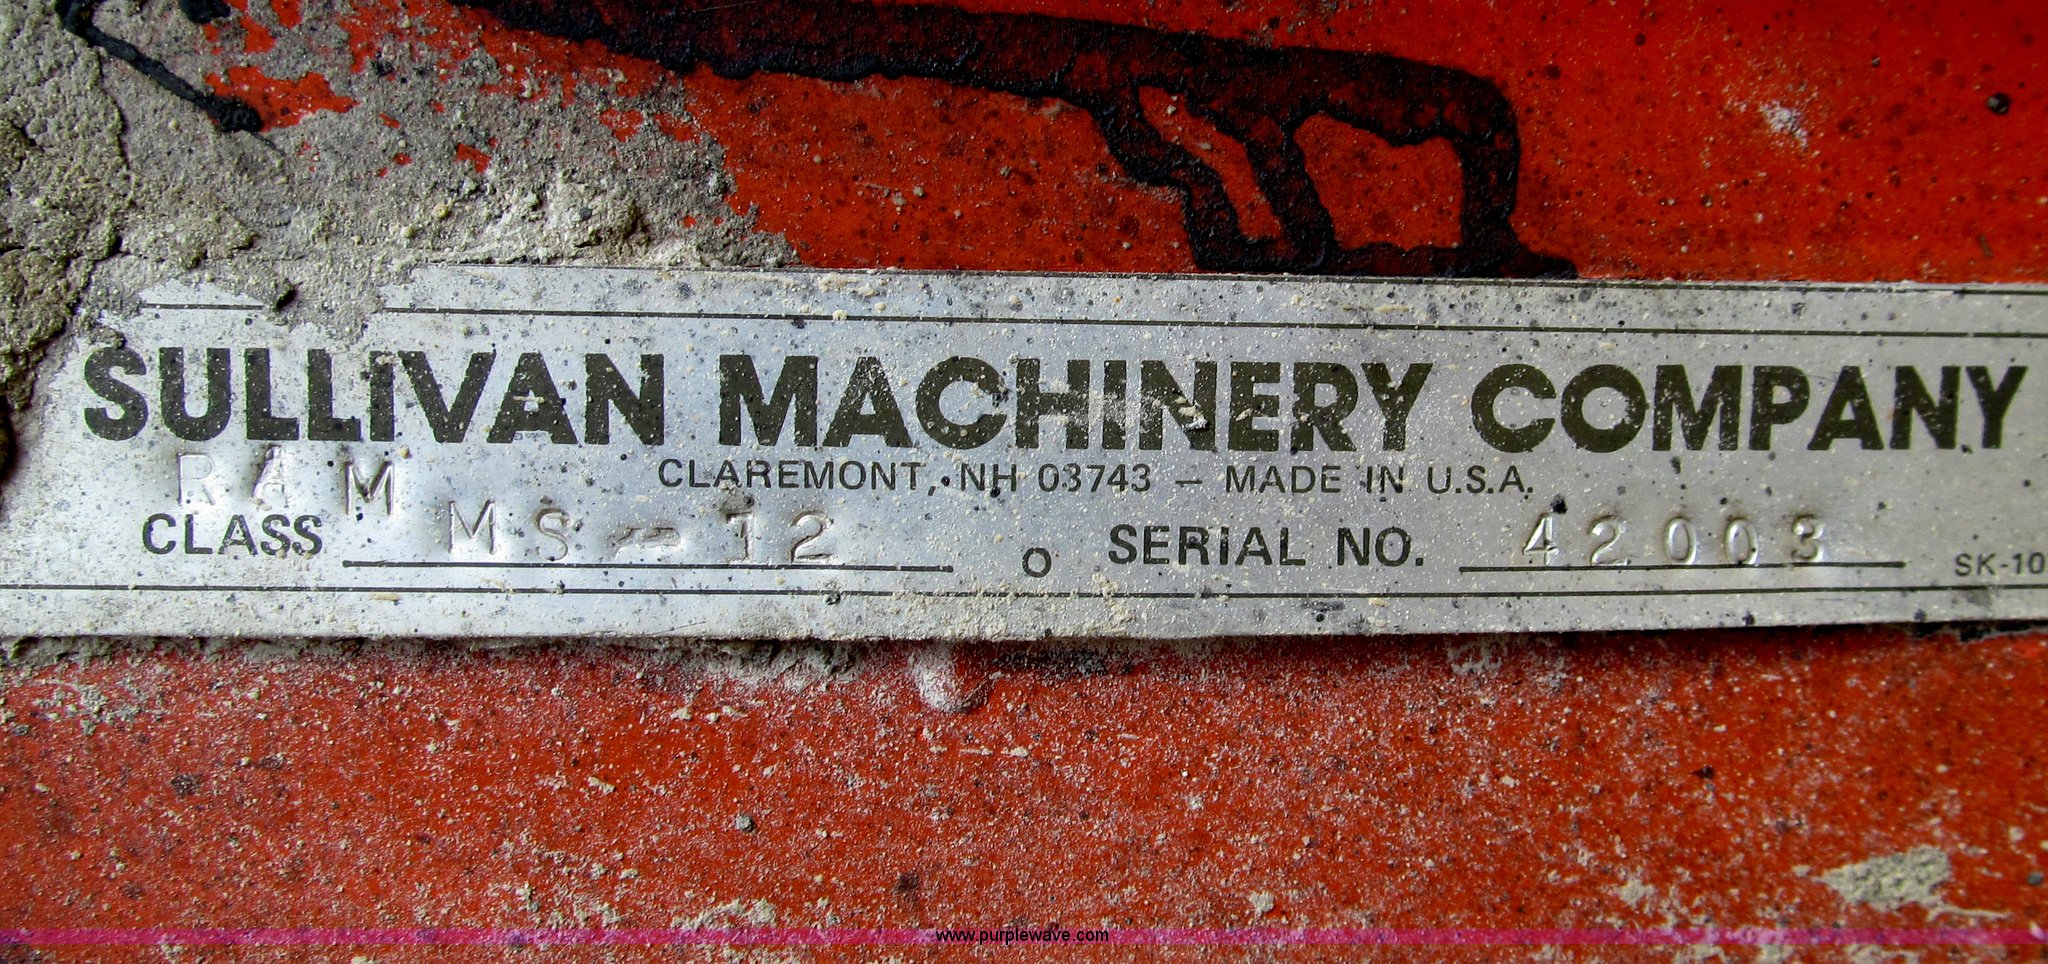 SULLIVAN MACHINERY COMPANY
CLAREMONT, NH 03743 — MADE IN U.S.A.
RAM
CLASS MS-12 O SERIAL NO. 42003 SK-10
www.purplewave.com